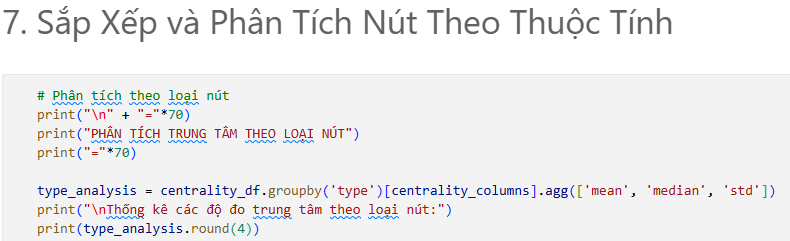 7. Sắp Xếp và Phân Tích Nút Theo Thuộc Tính
# Phân tích theo loại nút
print("\n" + "="*70)
print("PHÂN TÍCH TRUNG TÂM THEO LOẠI NÚT")
print("="*70)
type_analysis = centrality_df.groupby('type')[centrality_columns].agg(['mean', 'median', 'std'])
print("\nThống kê các độ đo trung tâm theo loại nút:")
print(type_analysis.round(4))